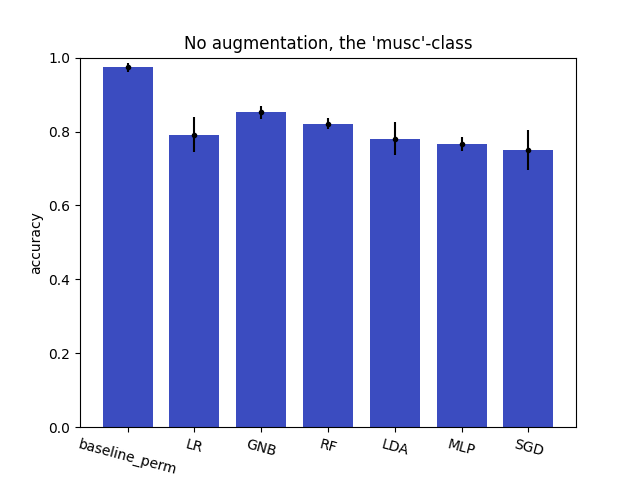 No augmentation, the 'musc'-class
1.0
0.8
0.6
0.4
0.2
0.0
accuracy
baseline_perm LR GNB RF LDA MLP SGD